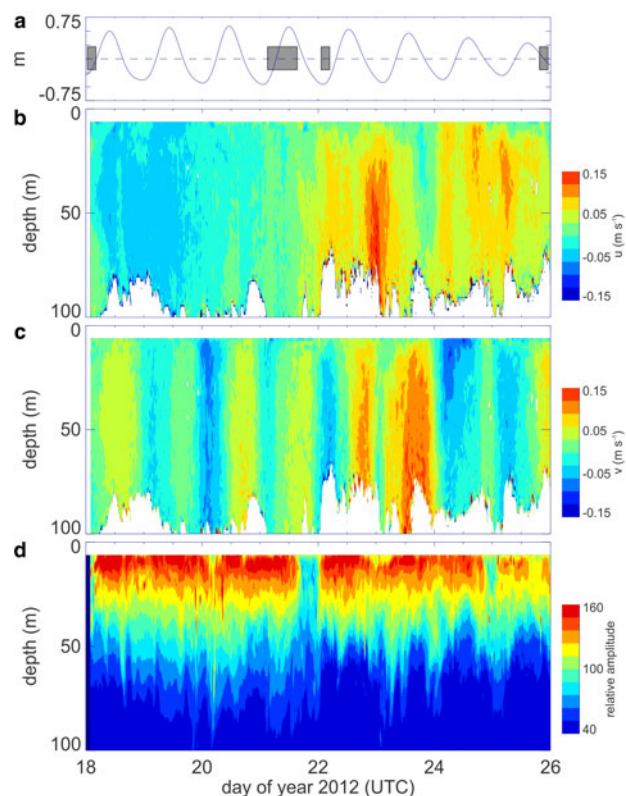 a
0.75
m
-0.75
b
0
50
100
depth (m)
0.15
0.05
-0.05
-0.15
u (m s⁻¹)
c
0
50
100
depth (m)
0.15
0.05
-0.05
-0.15
v (m s⁻¹)
d
0
50
100
depth (m)
160
100
40
relative amplitude
18 20 22 24 26
day of year 2012 (UTC)